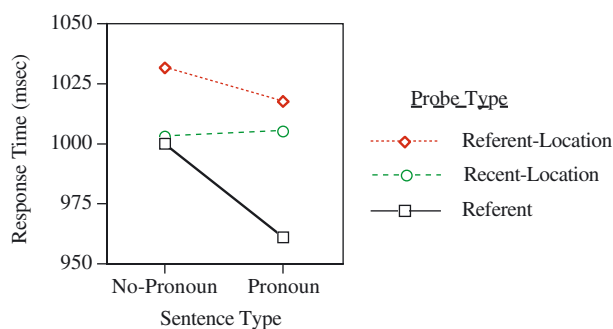 1050
1025
1000
975
950
Response Time (msec)
No-Pronoun Pronoun
Sentence Type
Probe Type
Referent-Location
Recent-Location
Referent